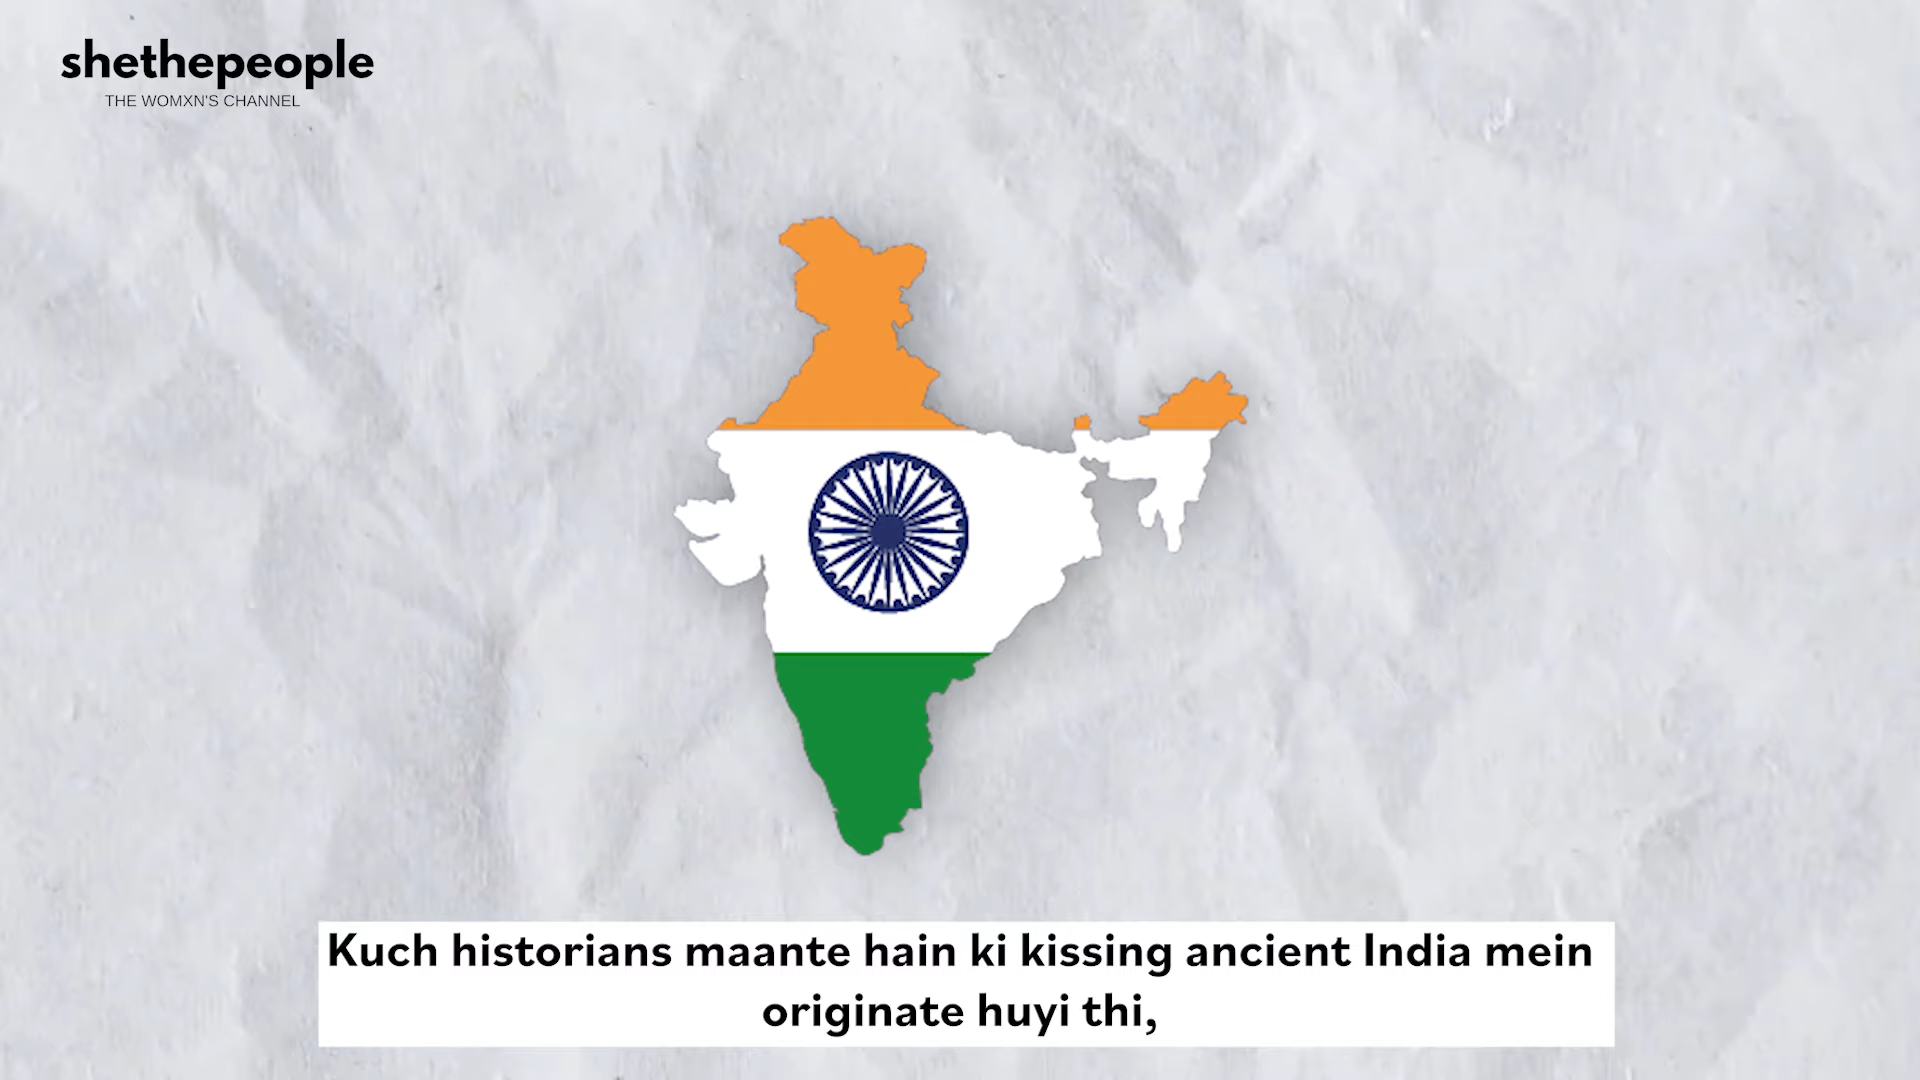 shethepeople
THE WOMXN'S CHANNEL
Kuch historians maante hain ki kissing ancient India mein
originate huyi thi,